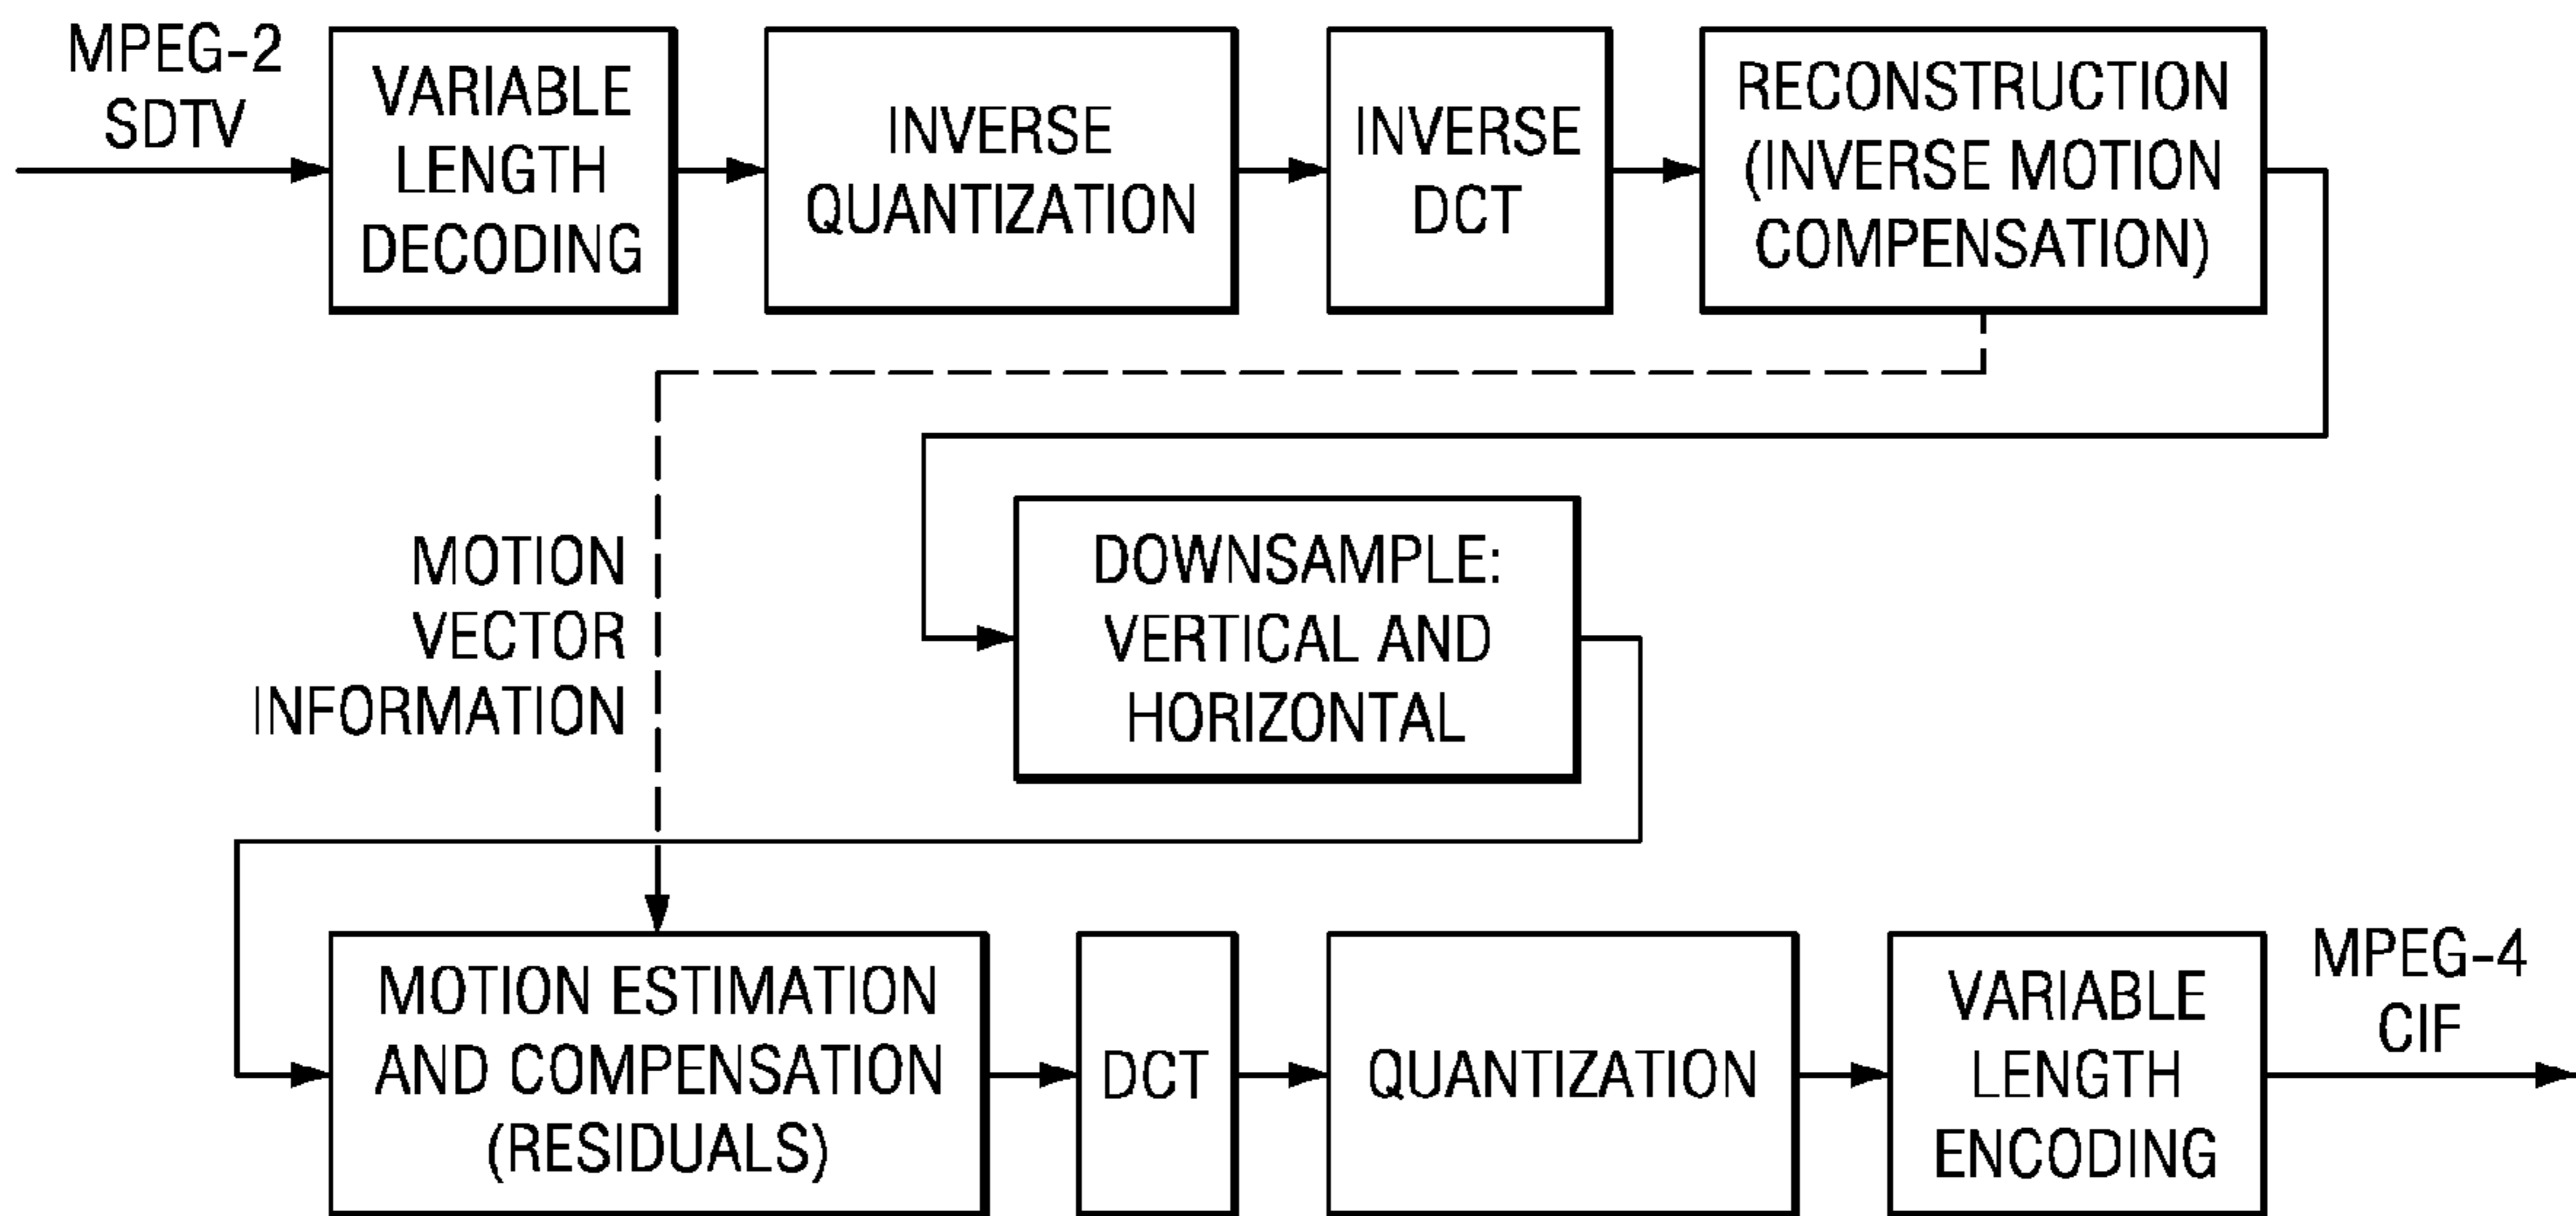 MPEG-2
SDTV
VARIABLE
LENGTH
DECODING
INVERSE
QUANTIZATION
INVERSE
DCT
RECONSTRUCTION
(INVERSE MOTION
COMPENSATION)
MOTION
VECTOR
INFORMATION
DOWNSAMPLE:
VERTICAL AND
HORIZONTAL
MOTION ESTIMATION
AND COMPENSATION
(RESIDUALS)
DCT
QUANTIZATION
VARIABLE
LENGTH
ENCODING
MPEG-4
CIF